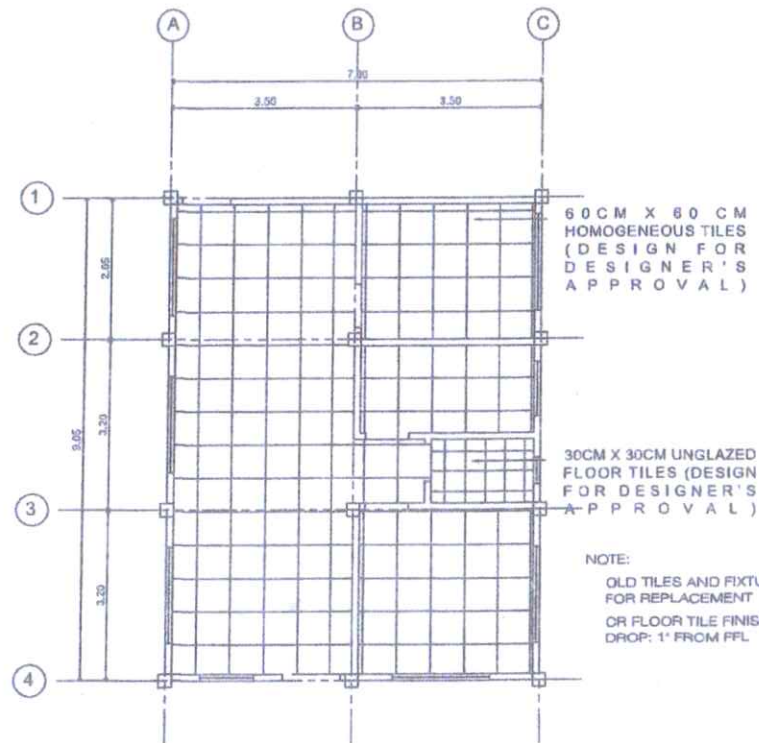 A
B
C
7.00
3.50
3.50
1
60CM X 60 CM
HOMOGENEOUS TILES
(DESIGN FOR
DESIGNER'S
APPROVAL)
2.65
2
9.05
3.20
30CM X 30CM UNGLAZED
FLOOR TILES (DESIGN
FOR DESIGNER'S
APPROVAL)
3
NOTE:
OLD TILES AND FIXTU
FOR REPLACEMENT
CR FLOOR TILE FINIS
DROP: 1" FROM FFL
3.20
4